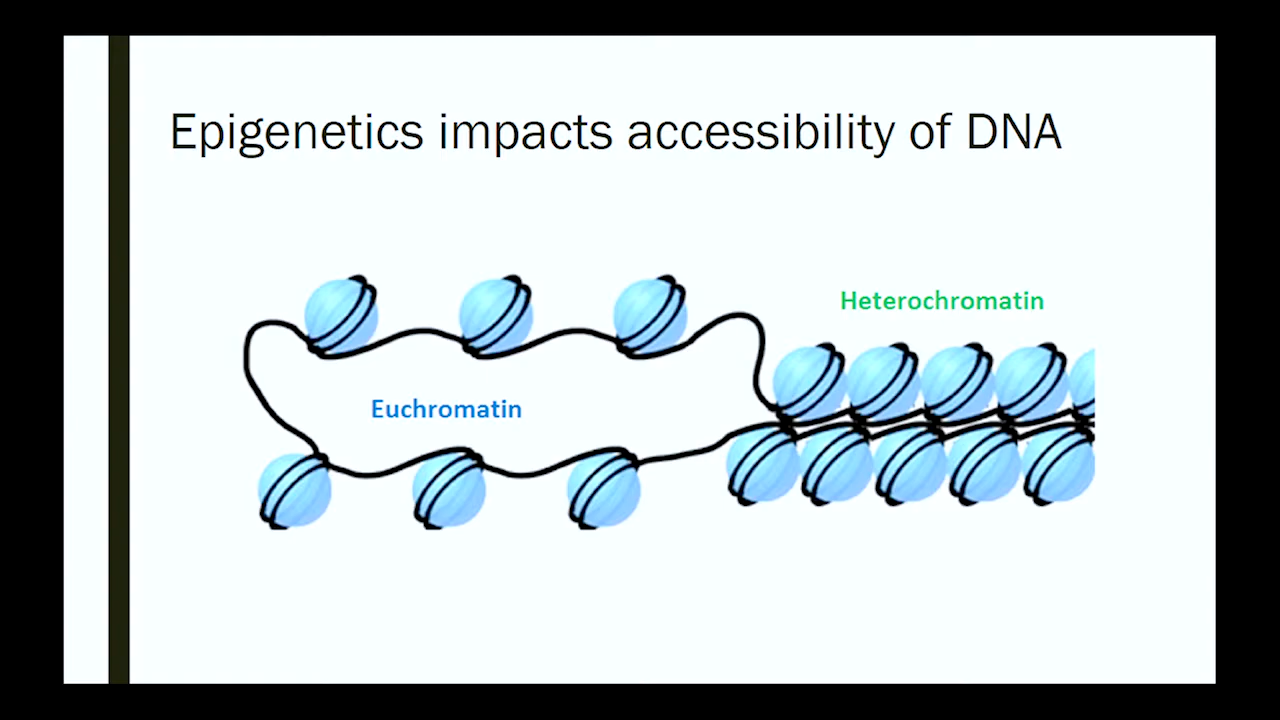 Epigenetics impacts accessibility of DNA
Heterochromatin
Euchromatin